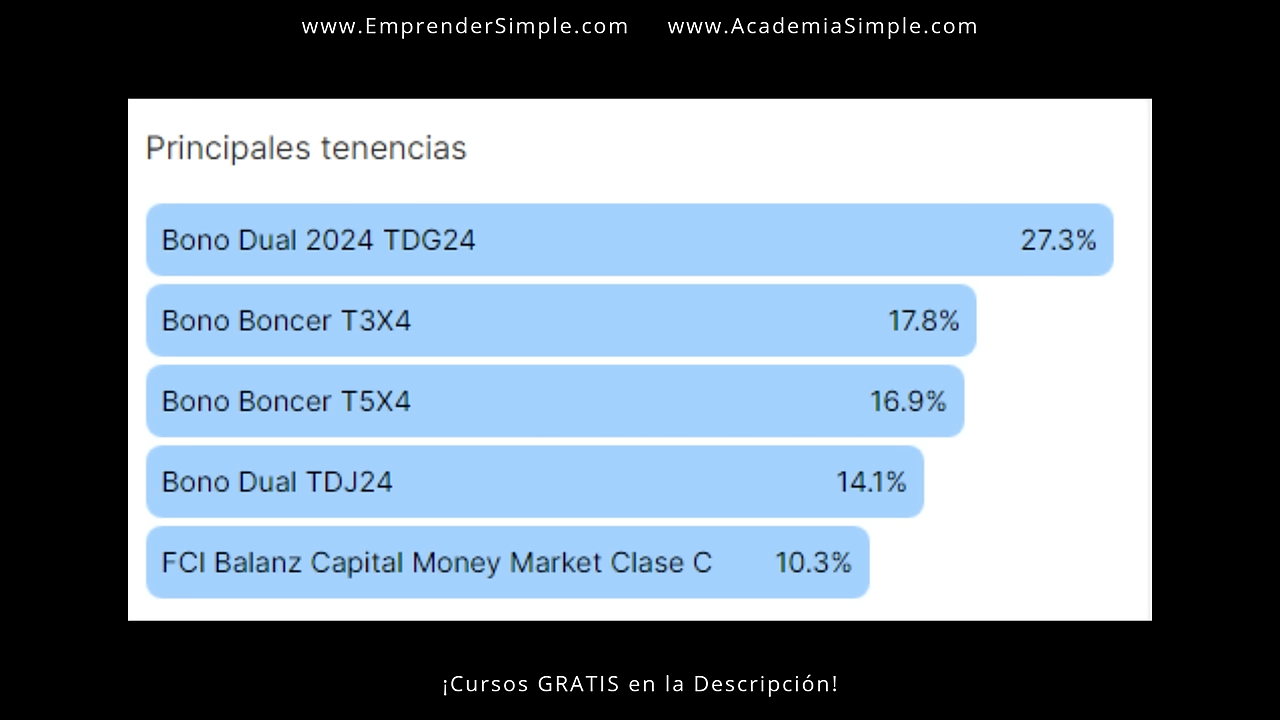 www.EmprenderSimple.com www.AcademiaSimple.com
Principales tenencias
Bono Dual 2024 TDG24 27.3%
Bono Boncer T3X4 17.8%
Bono Boncer T5X4 16.9%
Bono Dual TDJ24 14.1%
FCI Balanz Capital Money Market Clase C 10.3%
¡Cursos GRATIS en la Descripción!